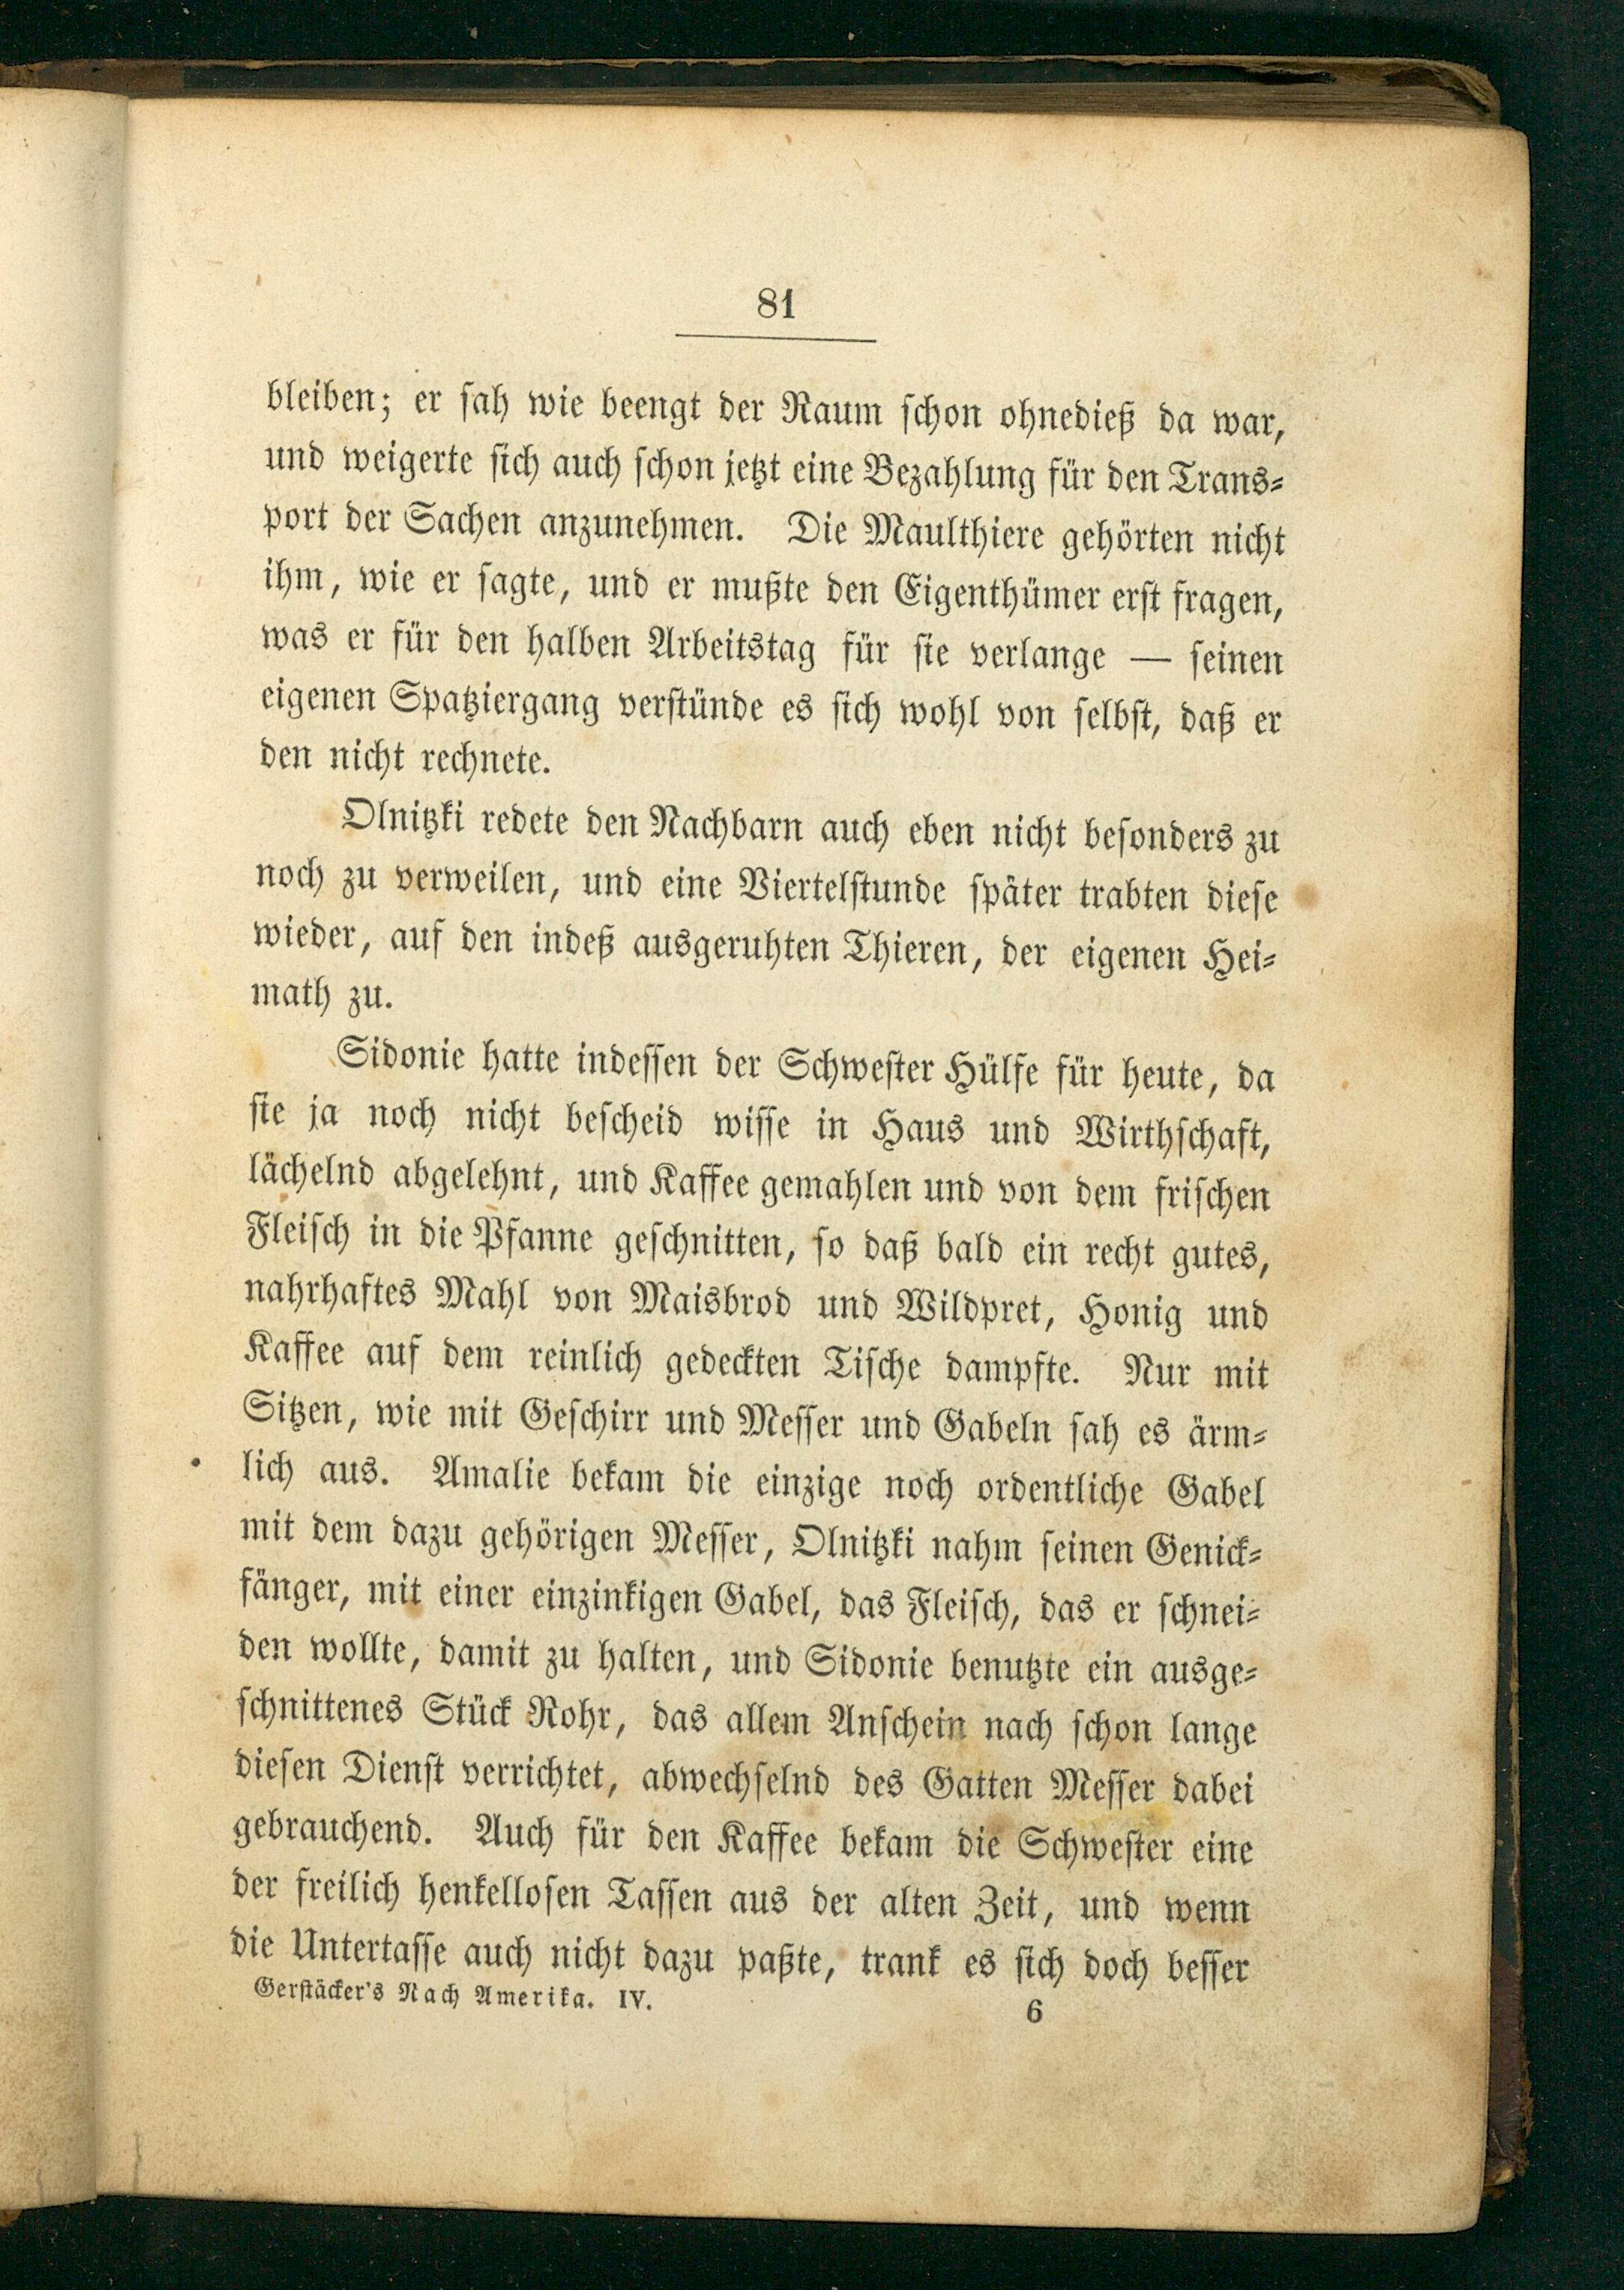 81
bleiben; er sah wie beengt der Raum schon ohnedieß da war,
und weigerte sich auch schon jetzt eine Bezahlung für den Trans-
port der Sachen anzunehmen. Die Maulthiere gehörten nicht
ihm, wie er sagte, und er mußte den Eigenthümer erst fragen,
was er für den halben Arbeitstag für sie verlange — seinen
eigenen Spatziergang verstünde es sich wohl von selbst, daß er
den nicht rechnete.
Olnitzki redete den Nachbarn auch eben nicht besonders zu
noch zu verweilen, und eine Viertelstunde später trabten diese
wieder, auf den indeß ausgeruhten Thieren, der eigenen Hei-
math zu.
Sidonie hatte indessen der Schwester Hülfe für heute, da
sie ja noch nicht bescheid wisse in Haus und Wirthschaft,
lächelnd abgelehnt, und Kaffee gemahlen und von dem frischen
Fleisch in die Pfanne geschnitten, so daß bald ein recht gutes,
nahrhaftes Mahl von Maisbrod und Wildpret, Honig und
Kaffee auf dem reinlich gedeckten Tische dampfte. Nur mit
Sitzen, wie mit Geschirr und Messer und Gabeln sah es ärm-
lich aus. Amalie bekam die einzige noch ordentliche Gabel
mit dem dazu gehörigen Messer, Olnitzki nahm seinen Genick-
fänger, mit einer einzinkigen Gabel, das Fleisch, das er schnei-
den wollte, damit zu halten, und Sidonie benutzte ein ausge-
schnittenes Stück Rohr, das allem Anschein nach schon lange
diesen Dienst verrichtet, abwechselnd des Gatten Messer dabei
gebrauchend. Auch für den Kaffee bekam die Schwester eine
der freilich henkellosen Tassen aus der alten Zeit, und wenn
die Untertasse auch nicht dazu paßte, trank es sich doch besser
Gerstäcker's Nach Amerika. IV.
6